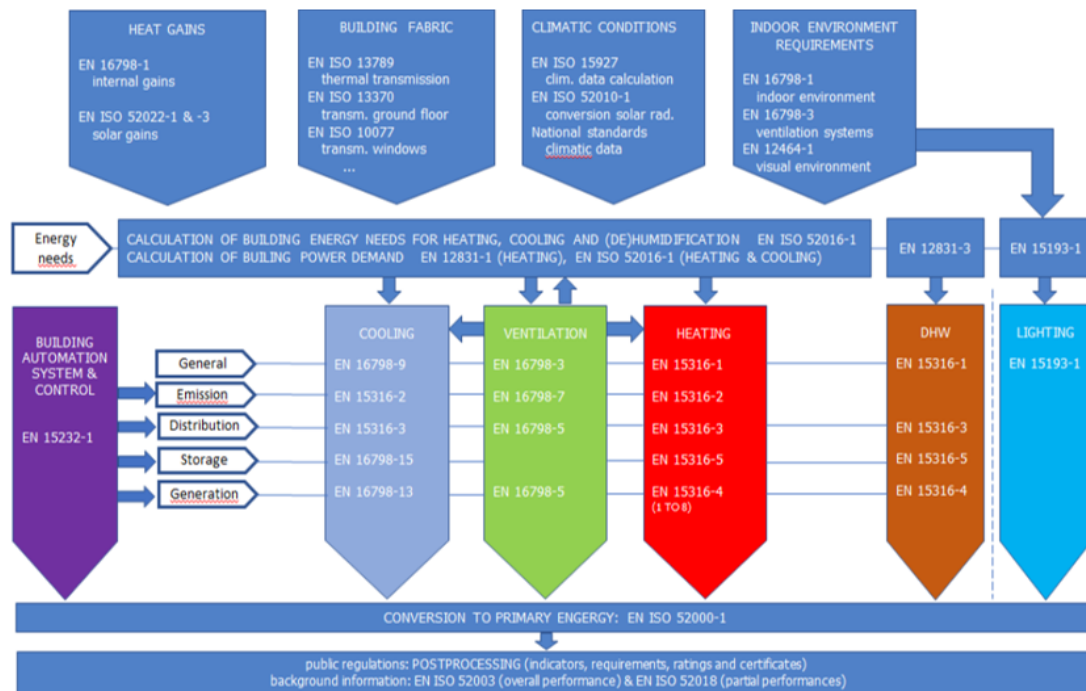 HEAT GAINS
EN 16798-1
internal gains
EN ISO 52022-1 & -3
solar gains
BUILDING FABRIC
EN ISO 13789
thermal transmission
EN ISO 13370
transm. ground floor
EN ISO 10077
transm. windows
...
CLIMATIC CONDITIONS
EN ISO 15927
clim. data calculation
EN ISO 52010-1
conversion solar rad.
National standards
climatic data
INDOOR ENVIRONMENT
REQUIREMENTS
EN 16798-1
indoor environment
EN 16798-3
ventilation systems
EN 12464-1
visual environment
Energy
needs
CALCULATION OF BUILDING ENERGY NEEDS FOR HEATING, COOLING AND (DE)HUMIDIFICATION EN ISO 52016-1
CALCULATION OF BUILING POWER DEMAND EN 12831-1 (HEATING), EN ISO 52016-1 (HEATING & COOLING)
EN 12831-3
EN 15193-1
BUILDING
AUTOMATION
SYSTEM &
CONTROL
EN 15232-1
General
Emission
Distribution
Storage
Generation
COOLING
EN 16798-9
EN 15316-2
EN 15316-3
EN 16798-15
EN 16798-13
VENTILATION
EN 16798-3
EN 16798-7
EN 16798-5
EN 16798-5
HEATING
EN 15316-1
EN 15316-2
EN 15316-3
EN 15316-5
EN 15316-4
(1 TO 8)
DHW
EN 15316-1
EN 15316-3
EN 15316-5
EN 15316-4
LIGHTING
EN 15193-1
CONVERSION TO PRIMARY ENGERGY: EN ISO 52000-1
public regulations: POSTPROCESSING (indicators, requirements, ratings and certificates)
background information: EN ISO 52003 (overall performance) & EN ISO 52018 (partial performances)